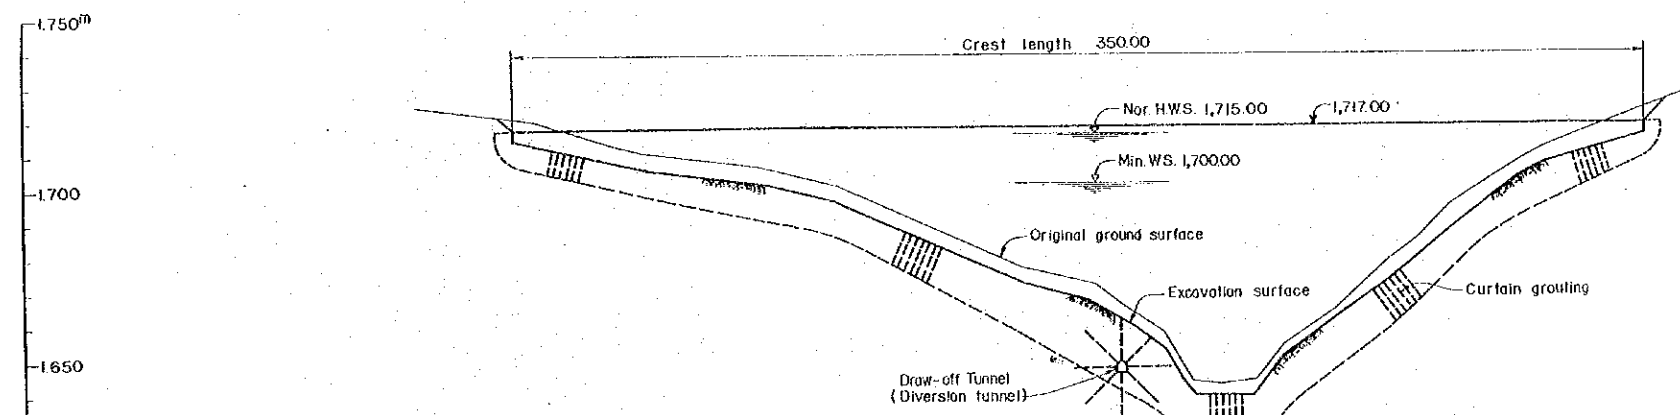 1.750m
Crest length 350.00
Nor. H.W.S. 1,715.00
1,717.00
Min. W.S. 1,700.00
1.700
Original ground surface
Excavation surface
Curtain grouting
1.650
Draw-off Tunnel
(Diversion tunnel)